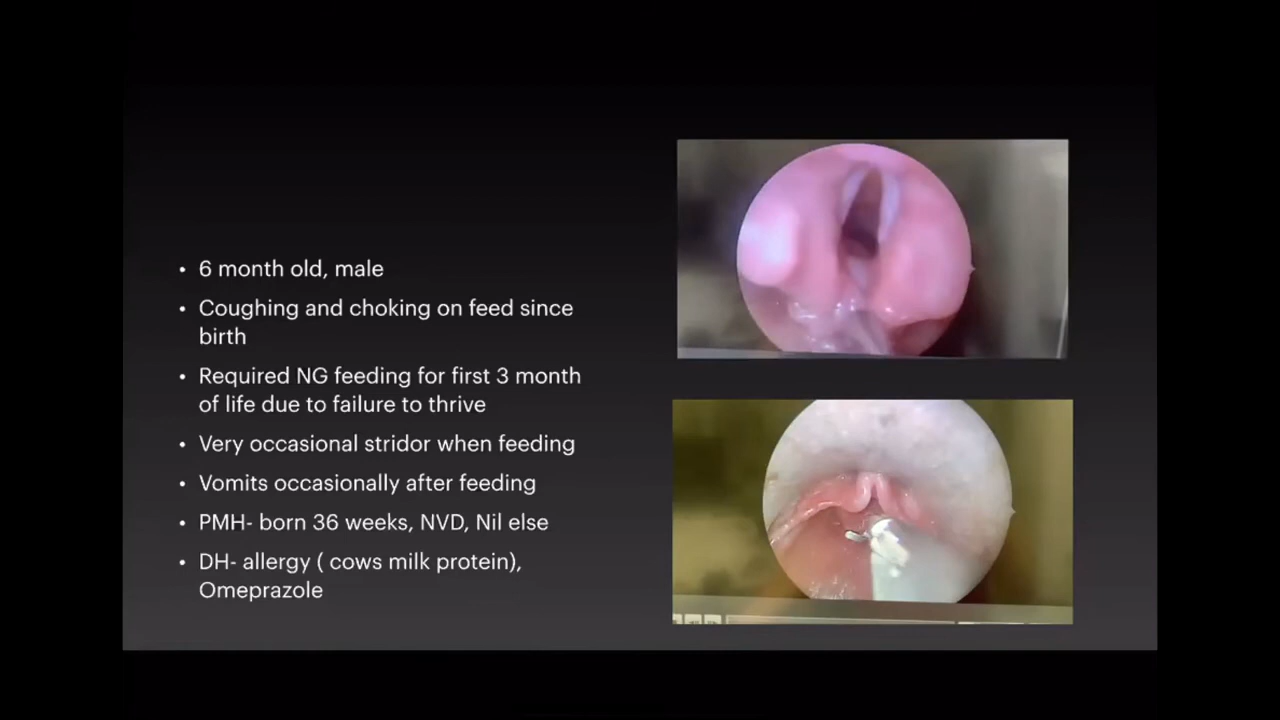 • 6 month old, male
• Coughing and choking on feed since
birth
• Required NG feeding for first 3 month
of life due to failure to thrive
• Very occasional stridor when feeding
• Vomits occasionally after feeding
• PMH- born 36 weeks, NVD, Nil else
• DH- allergy ( cows milk protein),
Omeprazole